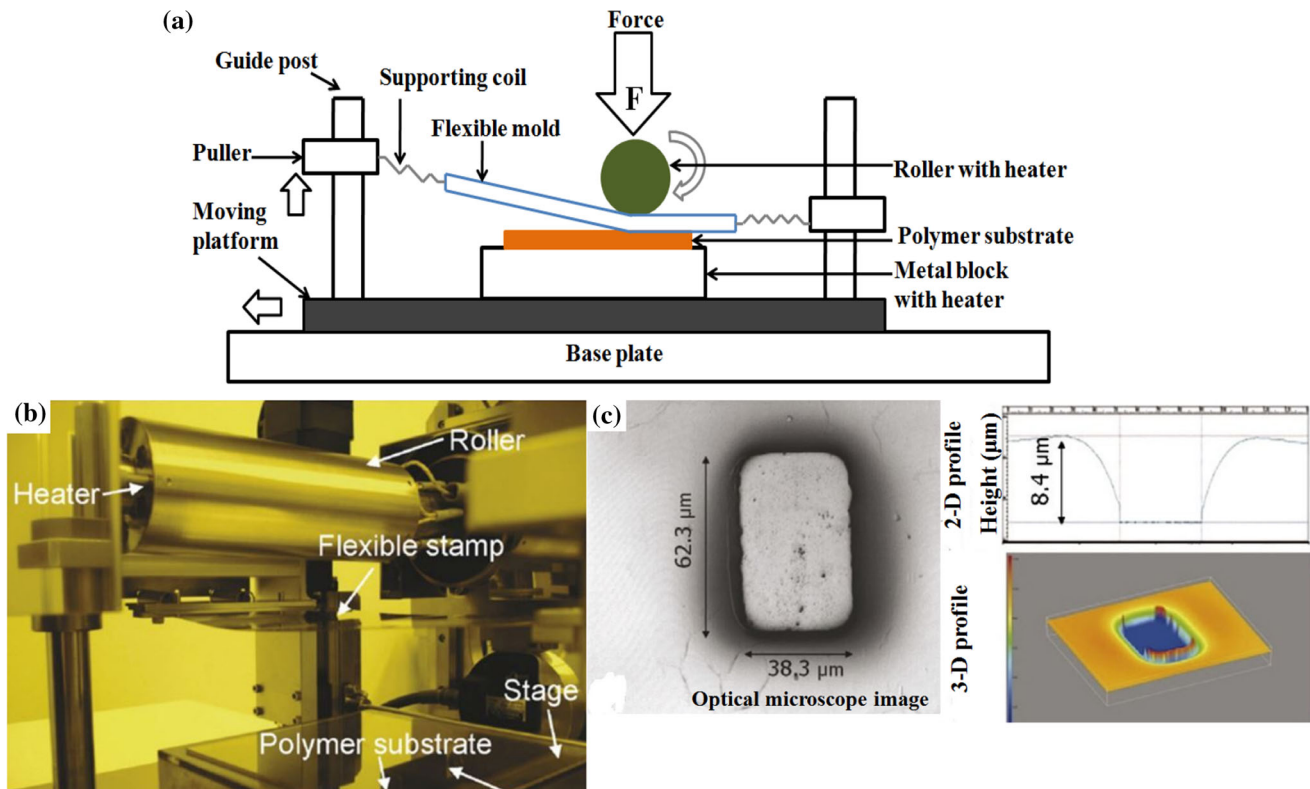 (a)
Force
F
Guide post
Supporting coil
Flexible mold
Puller
Roller with heater
Moving
platform
Polymer substrate
Metal block
with heater
Base plate
(b)
Roller
Heater
Flexible stamp
Stage
Polymer substrate
(c)
62.3 µm
38,3 µm
Optical microscope image
2-D profile
Height (µm)
8.4 µm
3-D profile